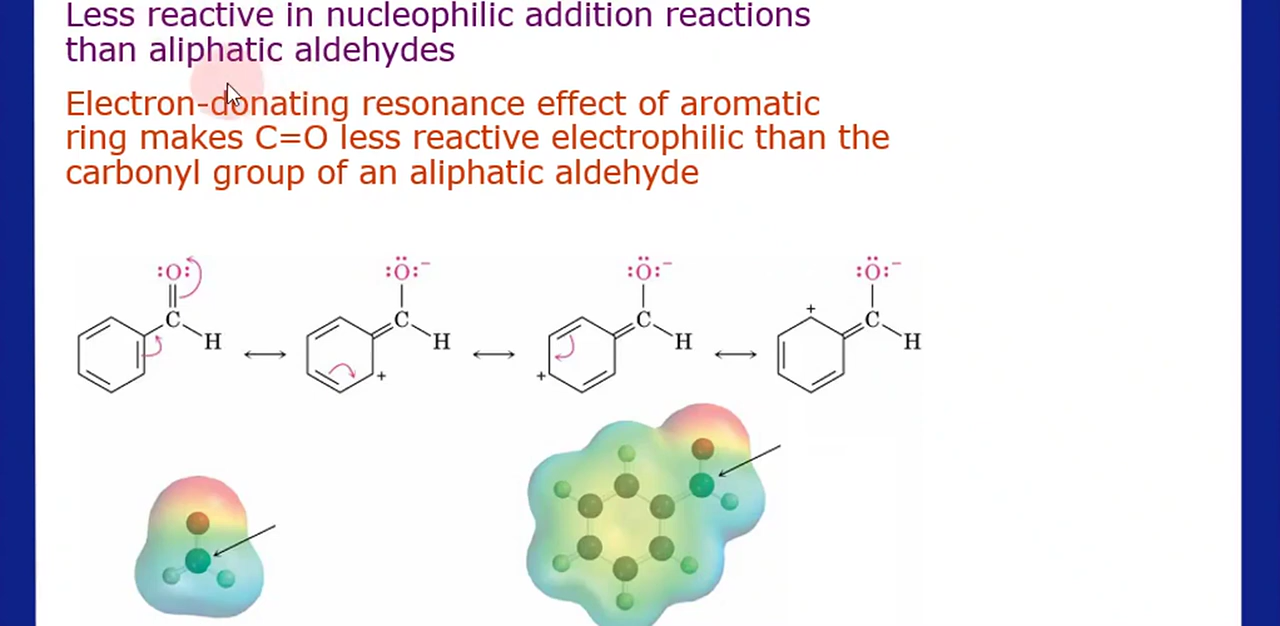 Less reactive in nucleophilic addition reactions
than aliphatic aldehydes
Electron-donating resonance effect of aromatic
ring makes C=O less reactive electrophilic than the
carbonyl group of an aliphatic aldehyde
:O: :Ö:⁻ :Ö:⁻ :Ö:⁻
+
C C C C
H H H H
+ +